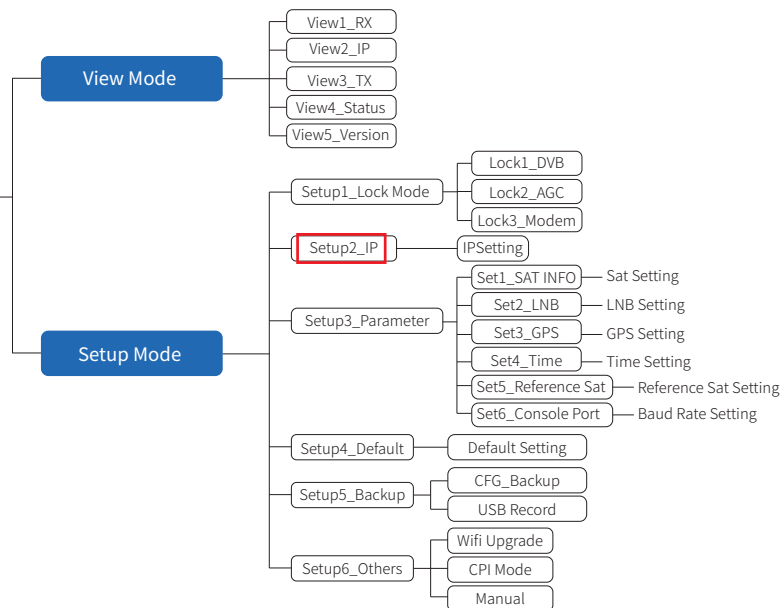 View Mode
View1_RX
View2_IP
View3_TX
View4_Status
View5_Version
Setup Mode
Setup1_Lock Mode
Lock1_DVB
Lock2_AGC
Lock3_Modem
Setup2_IP
IPSetting
Setup3_Parameter
Set1_SAT INFO
Sat Setting
Set2_LNB
LNB Setting
Set3_GPS
GPS Setting
Set4_Time
Time Setting
Set5_Reference Sat
Reference Sat Setting
Set6_Console Port
Baud Rate Setting
Setup4_Default
Default Setting
Setup5_Backup
CFG_Backup
USB Record
Setup6_Others
Wifi Upgrade
CPI Mode
Manual